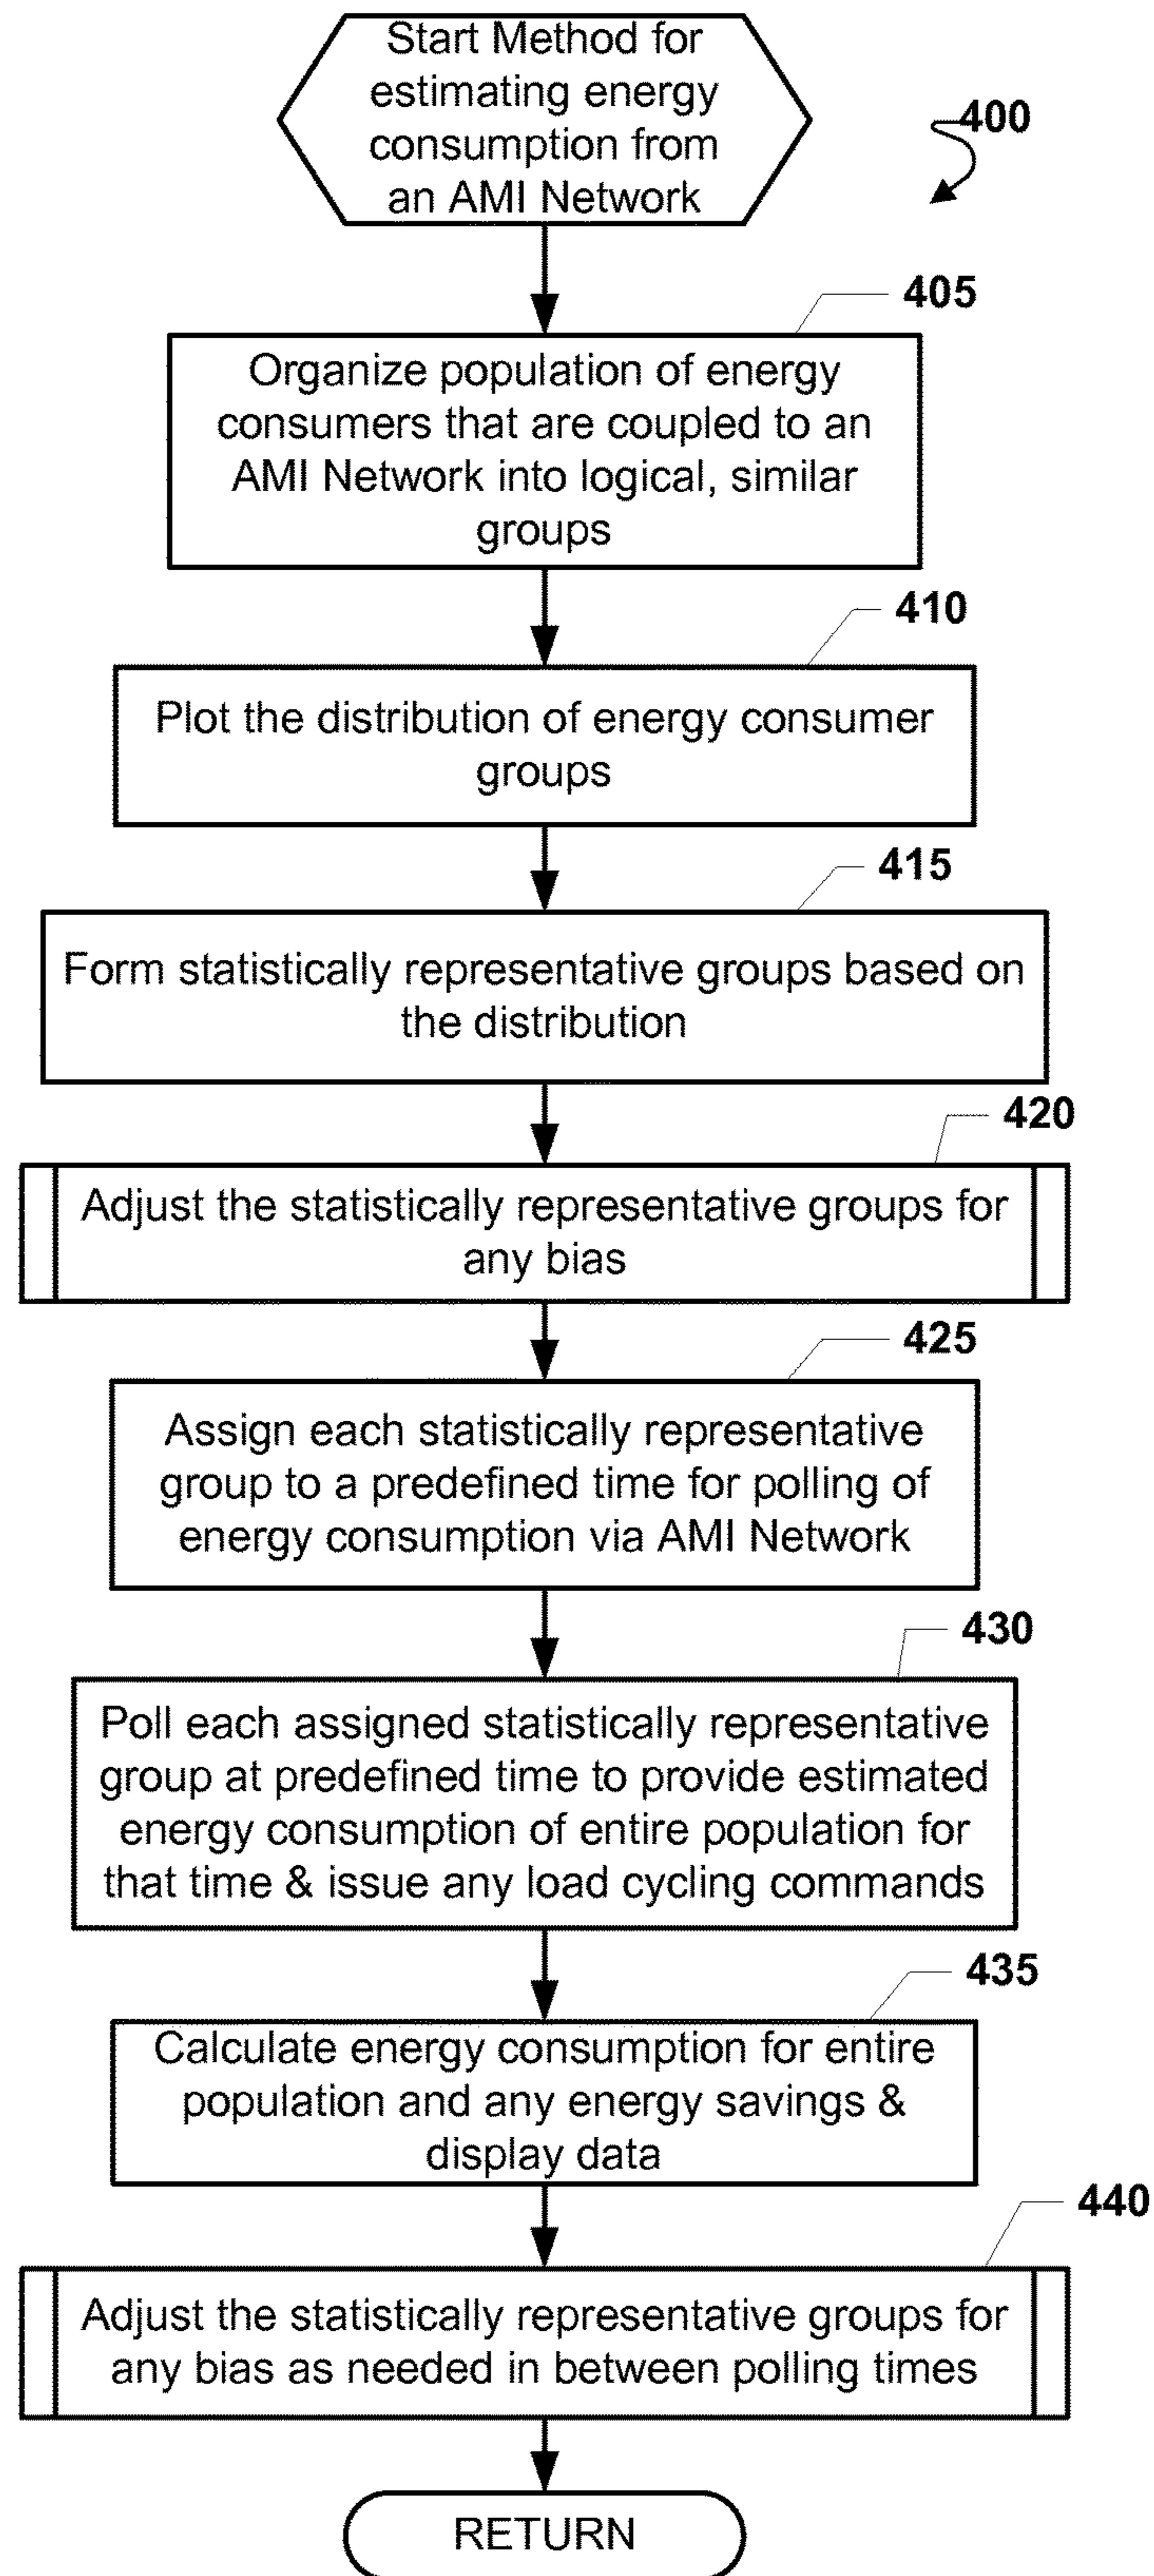 Start Method for
estimating energy
consumption from
an AMI Network
400
405
Organize population of energy
consumers that are coupled to an
AMI Network into logical, similar
groups
410
Plot the distribution of energy consumer
groups
415
Form statistically representative groups based on
the distribution
420
Adjust the statistically representative groups for
any bias
425
Assign each statistically representative
group to a predefined time for polling of
energy consumption via AMI Network
430
Poll each assigned statistically representative
group at predefined time to provide estimated
energy consumption of entire population for
that time & issue any load cycling commands
435
Calculate energy consumption for entire
population and any energy savings &
display data
440
Adjust the statistically representative groups for
any bias as needed in between polling times
RETURN